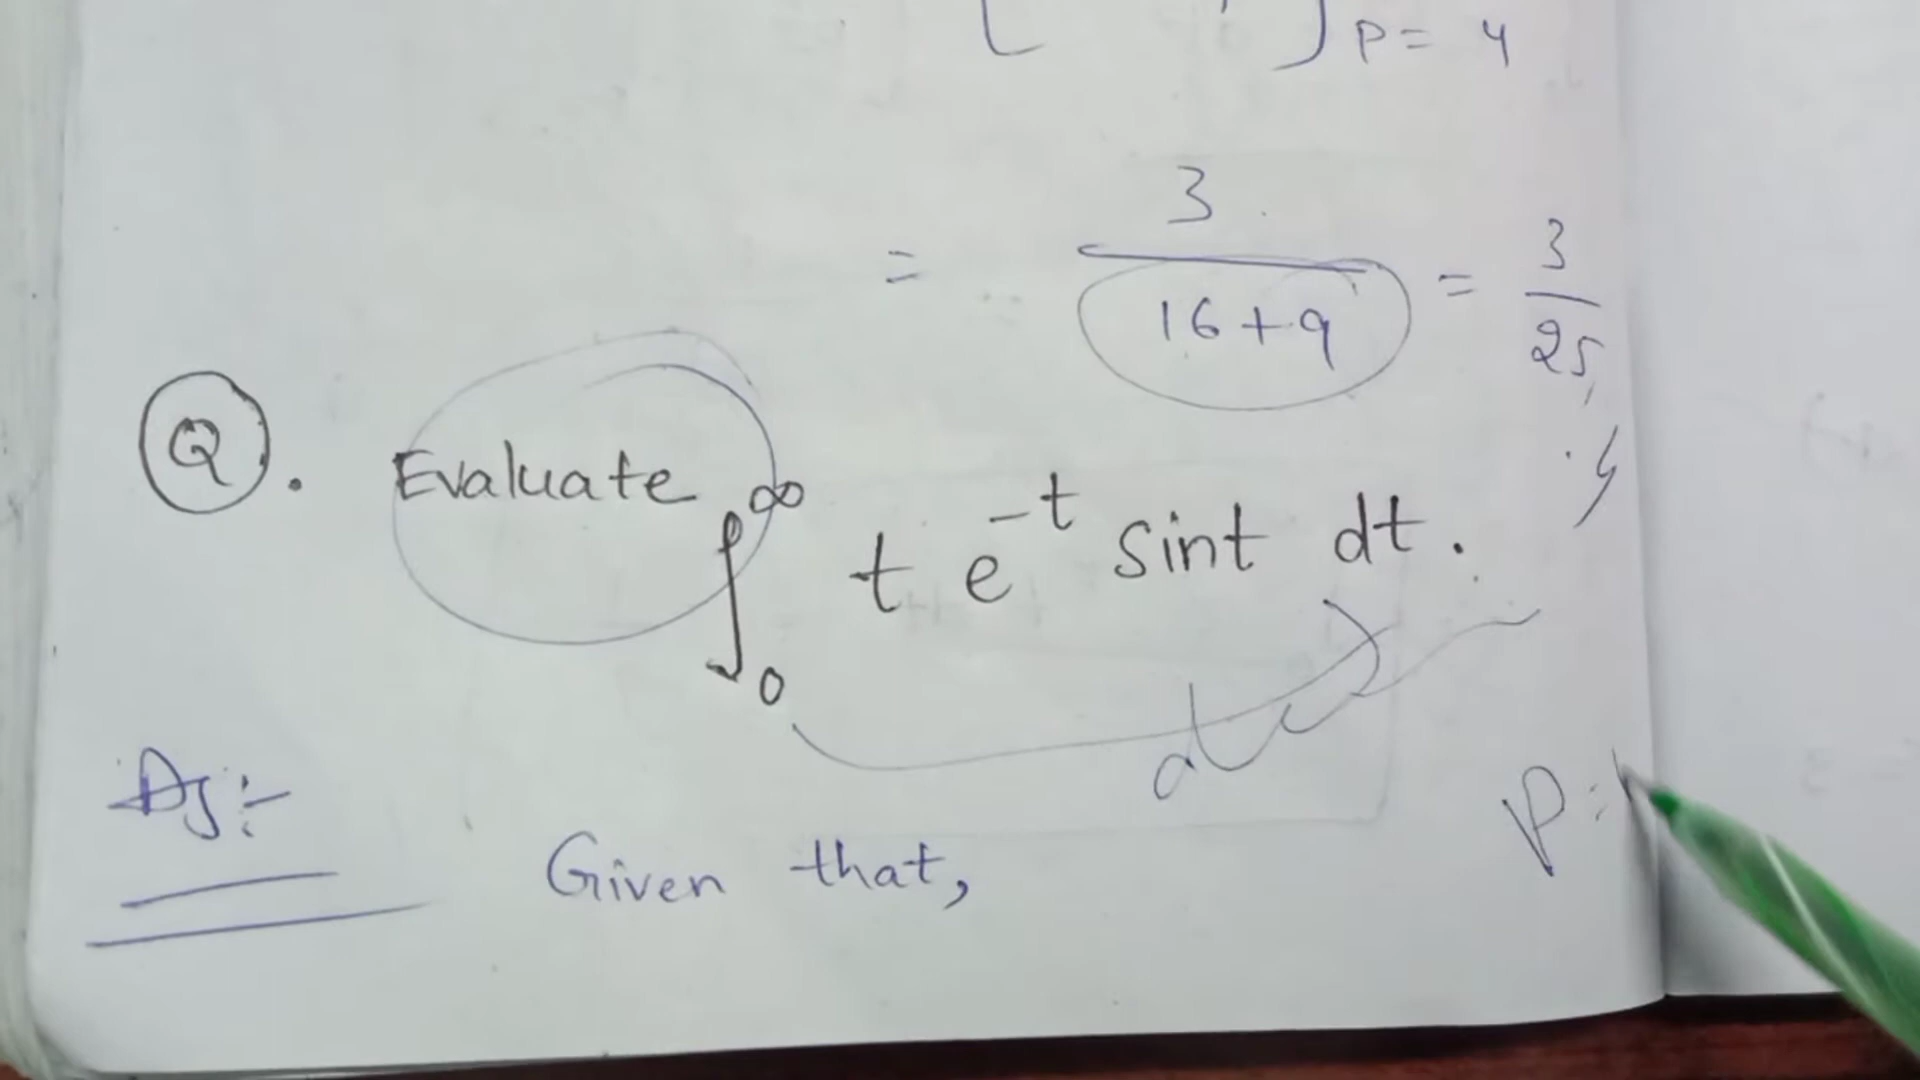 P = 4
= 3 / 16+9 = 3 / 25
Q. Evaluate ∫₀^∞ t e^-t sint dt.
P =
Given that,